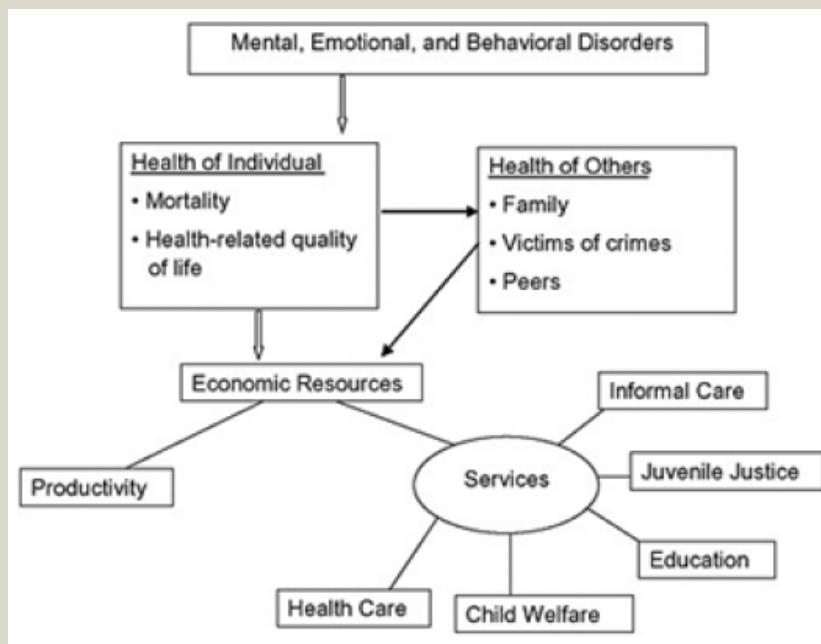 Mental, Emotional, and Behavioral Disorders
Health of Individual
• Mortality
• Health-related quality
of life
Health of Others
• Family
• Victims of crimes
• Peers
Economic Resources
Informal Care
Productivity
Services
Juvenile Justice
Education
Health Care
Child Welfare